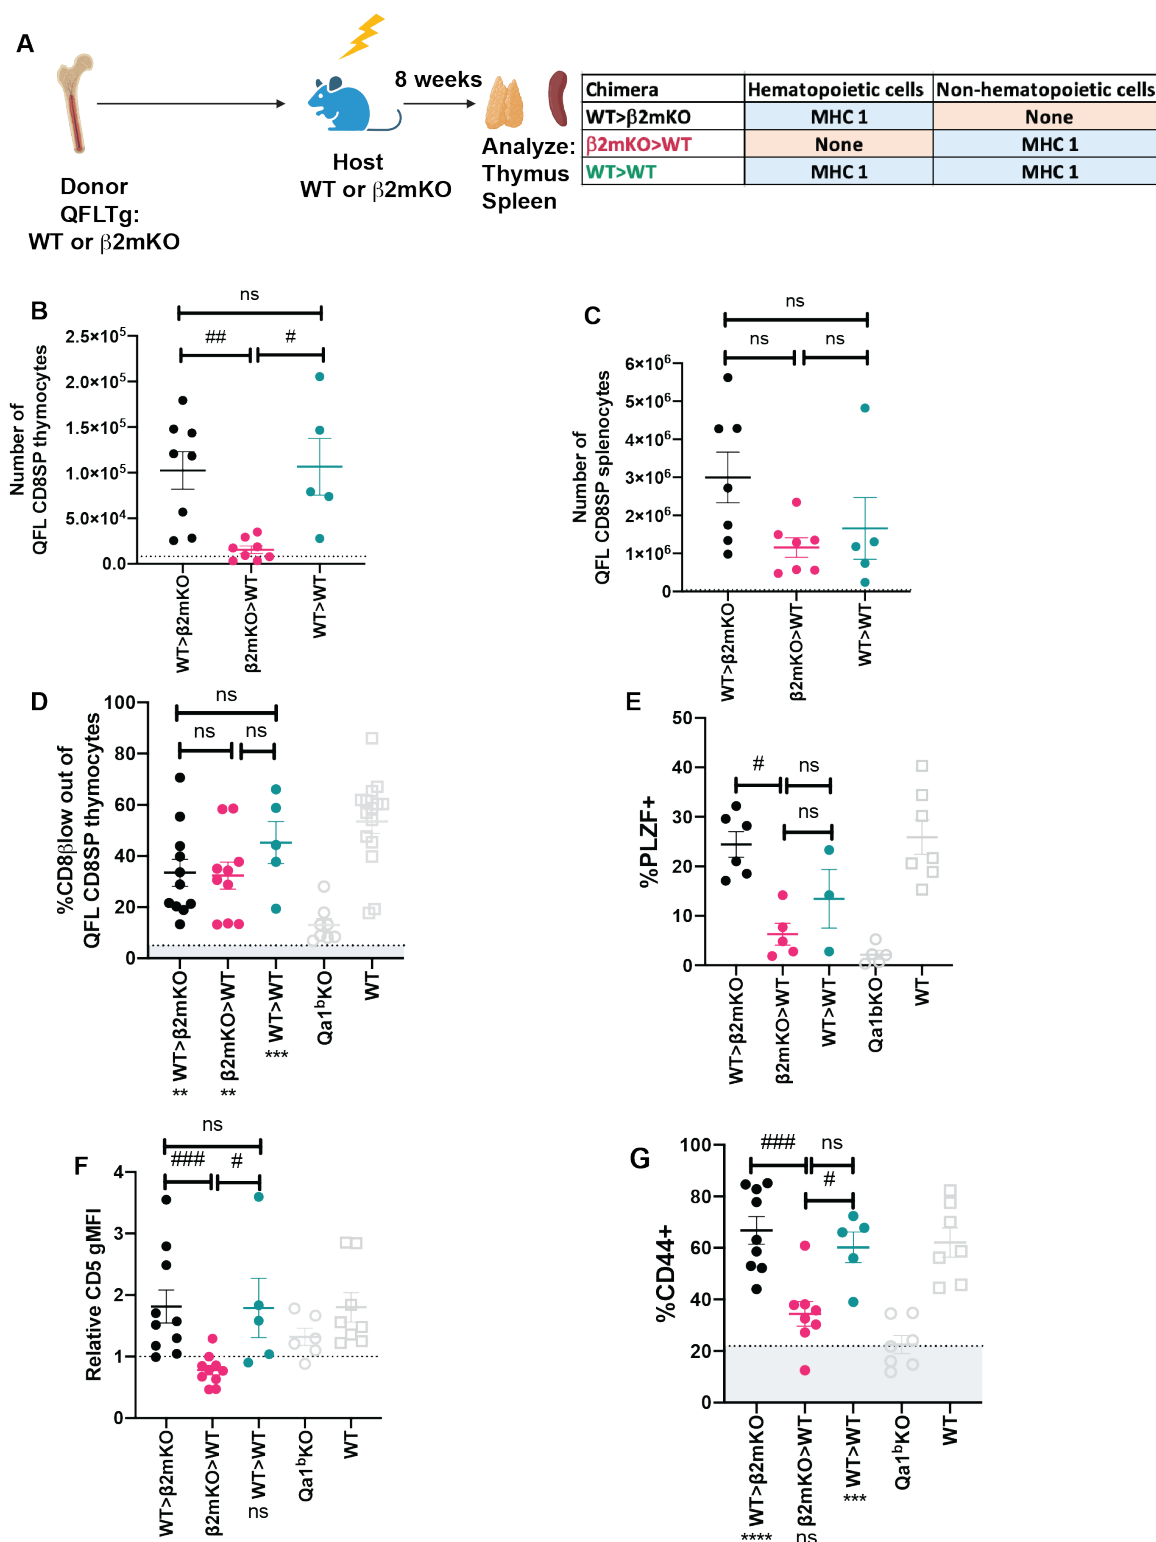 A
8 weeks
Donor
QFLTg:
WT or β2mKO
Host
WT or β2mKO
Analyze:
Thymus
Spleen
Chimera Hematopoietic cells Non-hematopoietic cells
WT>β2mKO MHC 1 None
β2mKO>WT None MHC 1
WT>WT MHC 1 MHC 1
B
ns
## #
Number of
QFL CD8SP thymocytes
2.5×10⁵
2.0×10⁵
1.5×10⁵
1.0×10⁵
5.0×10⁴
0.0
WT>β2mKO
β2mKO>WT
WT>WT
C
ns
ns ns
Number of
QFL CD8SP splenocytes
6×10⁶
5×10⁶
4×10⁶
3×10⁶
2×10⁶
1×10⁶
0
WT>β2mKO
β2mKO>WT
WT>WT
D
ns
ns ns
%CD8βlow out of
QFL CD8SP thymocytes
100
80
60
40
20
0
** WT>β2mKO
** β2mKO>WT
*** WT>WT
Qa1ᵇKO
WT
E
# ns
ns
%PLZF+
50
40
30
20
10
0
WT>β2mKO
β2mKO>WT
WT>WT
Qa1bKO
WT
F
ns
### #
Relative CD5 gMFI
4
3
2
1
0
WT>β2mKO
β2mKO>WT
WT>WT
ns
Qa1ᵇKO
WT
G
### ns
#
%CD44+
100
80
60
40
20
0
WT>β2mKO
****
β2mKO>WT
ns
WT>WT
***
Qa1ᵇKO
WT